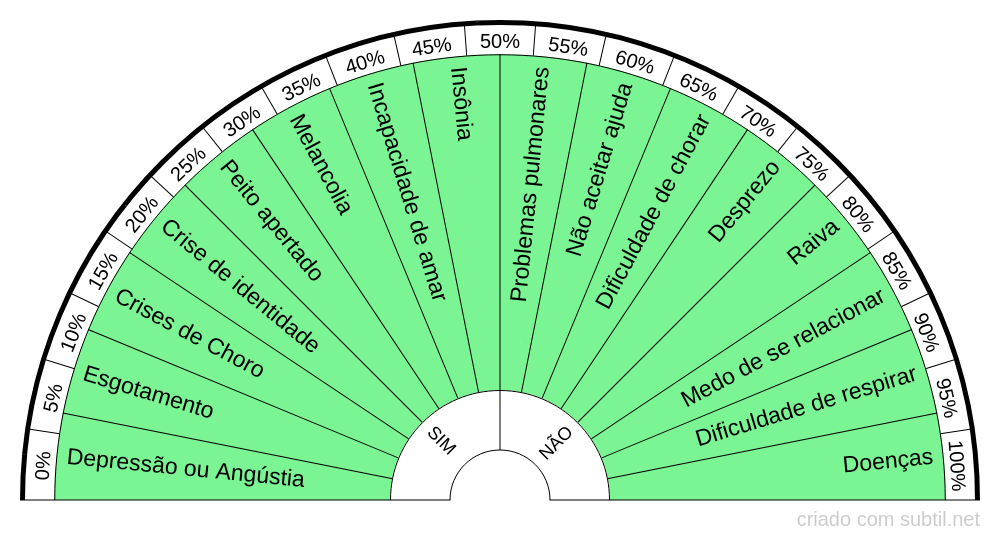 0%
5%
10%
15%
20%
25%
30%
35%
40%
45%
50%
55%
60%
65%
70%
75%
80%
85%
90%
95%
100%
Depressão ou Angústia
Esgotamento
Crises de Choro
Crise de identidade
Peito apertado
Melancolia
Incapacidade de amar
Insônia
Problemas pulmonares
Não aceitar ajuda
Dificuldade de chorar
Desprezo
Raiva
Medo de se relacionar
Dificuldade de respirar
Doenças
SIM
NÃO
criado com subtil.net